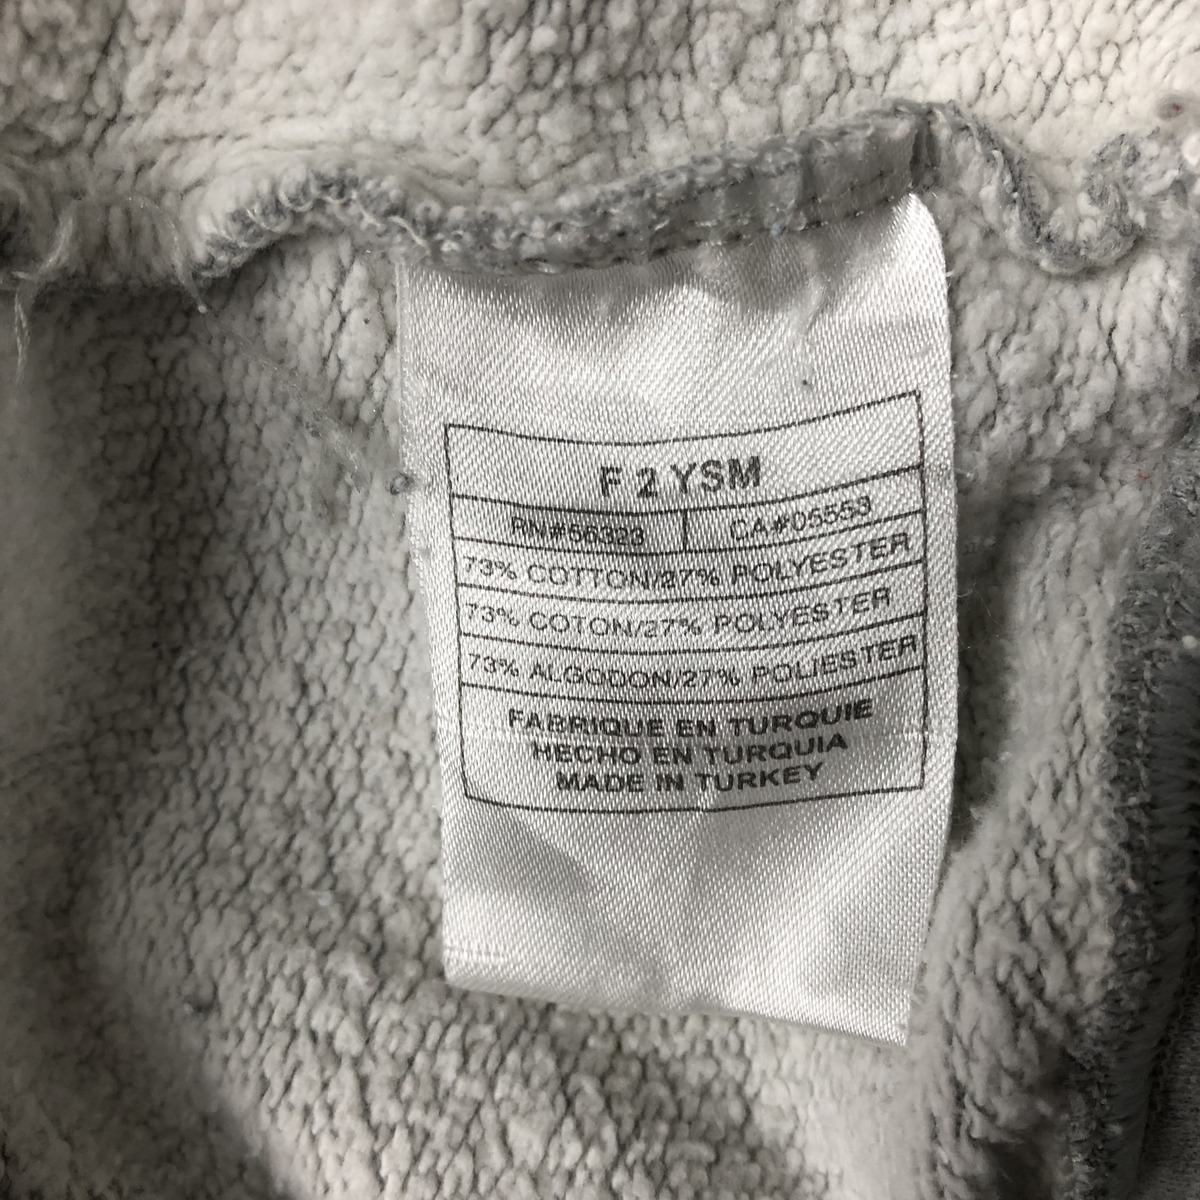 F 2 YSM
RN#56323 CA#05553
73% COTTON/27% POLYESTER
73% COTON/27% POLYESTER
73% ALGODON/27% POLIESTER
FABRIQUE EN TURQUIE
HECHO EN TURQUIA
MADE IN TURKEY